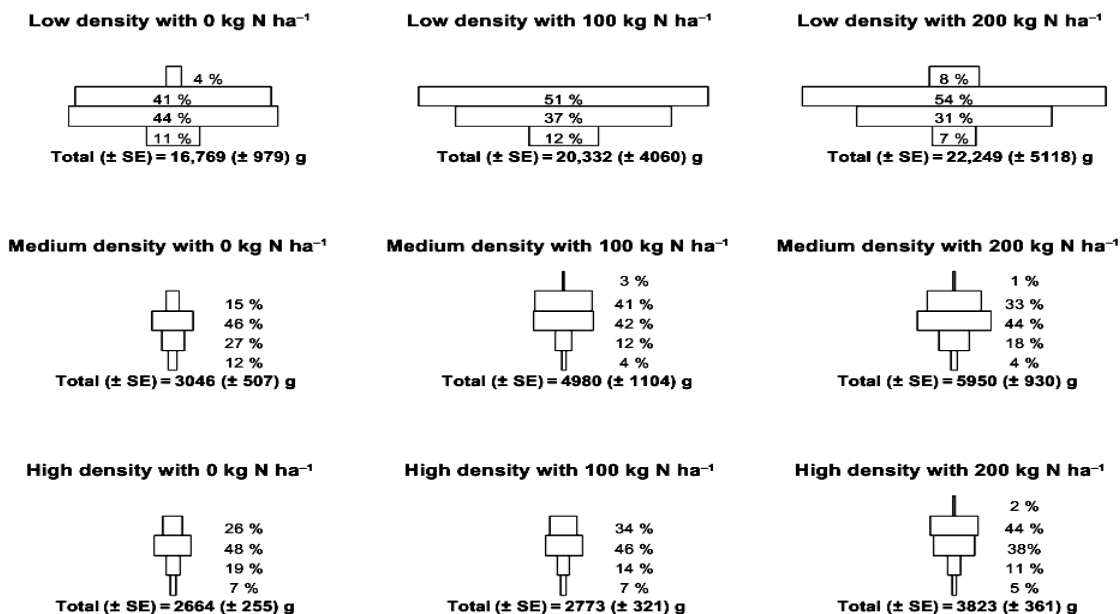 Low density with 0 kg N ha⁻¹
4 %
41 %
44 %
11 %
Total (± SE) = 16,769 (± 979) g
Low density with 100 kg N ha⁻¹
51 %
37 %
12 %
Total (± SE) = 20,332 (± 4060) g
Low density with 200 kg N ha⁻¹
8 %
54 %
31 %
7 %
Total (± SE) = 22,249 (± 5118) g
Medium density with 0 kg N ha⁻¹
15 %
46 %
27 %
12 %
Total (± SE) = 3046 (± 507) g
Medium density with 100 kg N ha⁻¹
3 %
41 %
42 %
12 %
4 %
Total (± SE) = 4980 (± 1104) g
Medium density with 200 kg N ha⁻¹
1 %
33 %
44 %
18 %
4 %
Total (± SE) = 5950 (± 930) g
High density with 0 kg N ha⁻¹
26 %
48 %
19 %
7 %
Total (± SE) = 2664 (± 255) g
High density with 100 kg N ha⁻¹
34 %
46 %
14 %
7 %
Total (± SE) = 2773 (± 321) g
High density with 200 kg N ha⁻¹
2 %
44 %
38%
11 %
5 %
Total (± SE) = 3823 (± 361) g